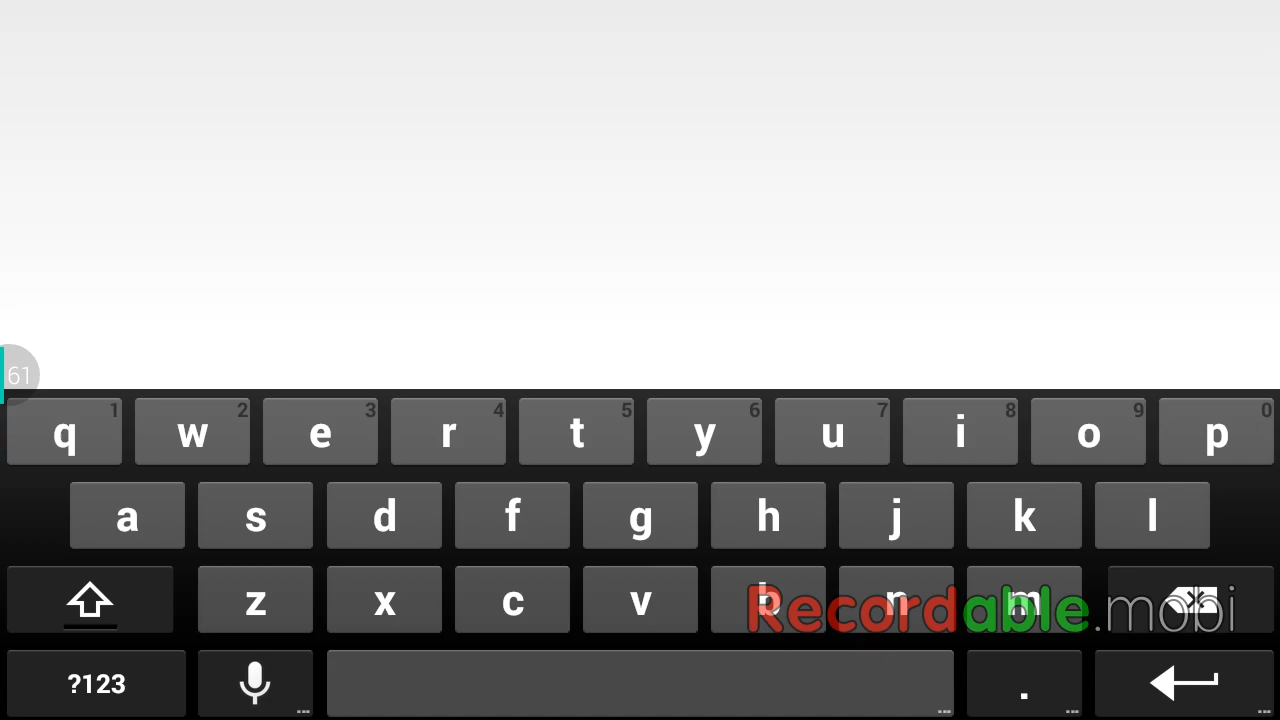 61
1 2 3 4 5 6 7 8 9 0
q w e r t y u i o p
a s d f g h j k l
z x c v b n m
Recordable.mobi
?123 .